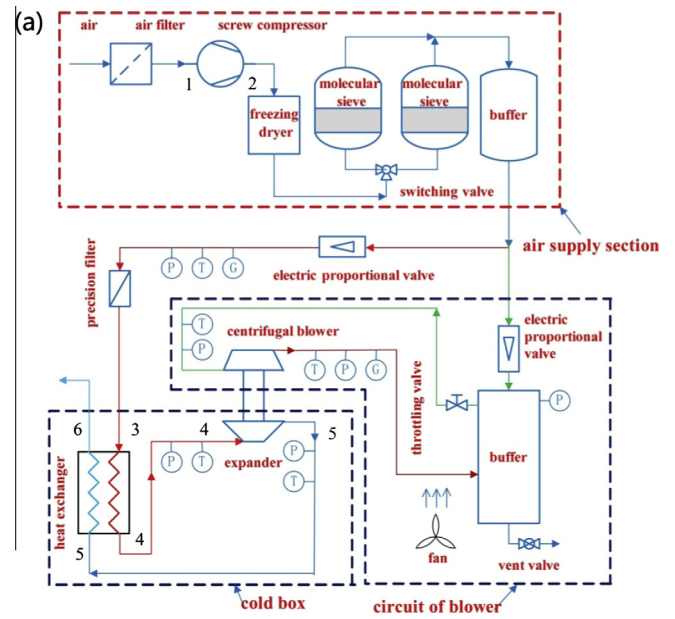 (a)
air
air filter
screw compressor
1
2
freezing
dryer
molecular
sieve
molecular
sieve
buffer
switching valve
air supply section
P
T
G
electric proportional valve
precision filter
T
P
centrifugal blower
T
P
G
throttling valve
electric
proportional
valve
P
buffer
6
3
4
5
P
T
P
T
expander
heat exchanger
5
4
fan
vent valve
cold box
circuit of blower